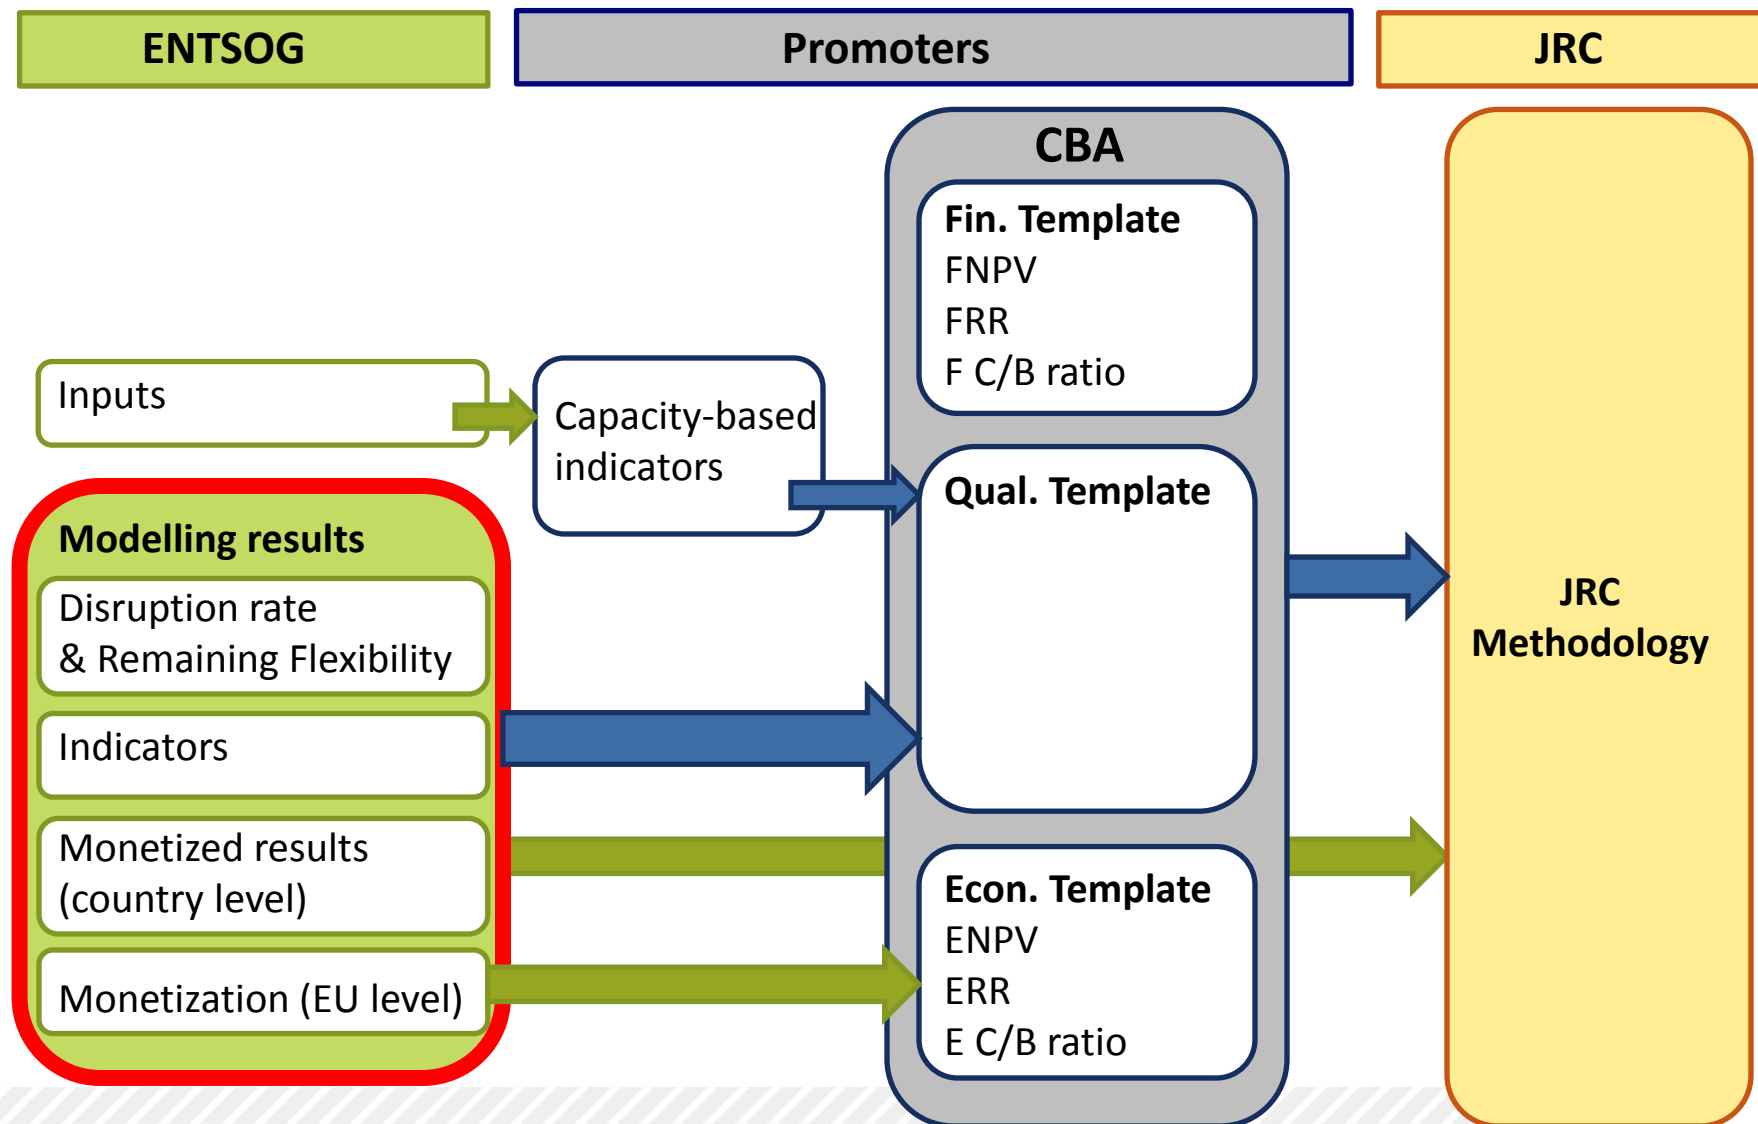 ENTSOG
Promoters
JRC
CBA
Fin. Template
FNPV
FRR
F C/B ratio
Inputs
Capacity-based
indicators
Qual. Template
Modelling results
Disruption rate
& Remaining Flexibility
Indicators
Monetized results
(country level)
Monetization (EU level)
Econ. Template
ENPV
ERR
E C/B ratio
JRC
Methodology